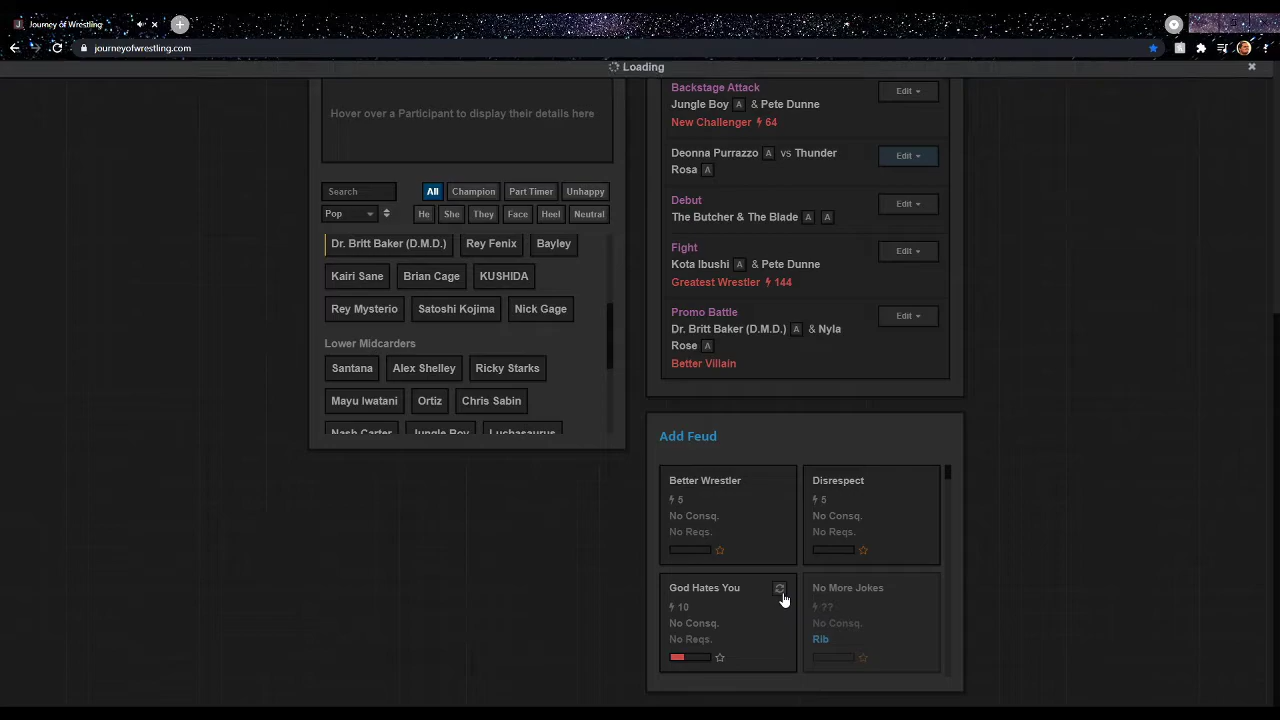 Journey of Wrestling
journeyofwrestling.com
Loading
Hover over a Participant to display their details here
Search
All
Champion
Part Timer
Unhappy
Pop
He
She
They
Face
Heel
Neutral
Dr. Britt Baker (D.M.D.)
Rey Fenix
Bayley
Kairi Sane
Brian Cage
KUSHIDA
Rey Mysterio
Satoshi Kojima
Nick Gage
Lower Midcarders
Santana
Alex Shelley
Ricky Starks
Mayu Iwatani
Ortiz
Chris Sabin
Nash Carter
Jungle Boy
Luchasaurus
Backstage Attack
Jungle Boy A & Pete Dunne
New Challenger 64
Edit
Deonna Purrazzo A vs Thunder
Rosa A
Edit
Debut
The Butcher & The Blade A A
Edit
Fight
Kota Ibushi A & Pete Dunne
Greatest Wrestler 144
Edit
Promo Battle
Dr. Britt Baker (D.M.D.) A & Nyla
Rose A
Better Villain
Edit
Add Feud
Better Wrestler
5
No Consq.
No Reqs.
Disrespect
5
No Consq.
No Reqs.
God Hates You
10
No Consq.
No Reqs.
No More Jokes
??
No Consq.
Rib